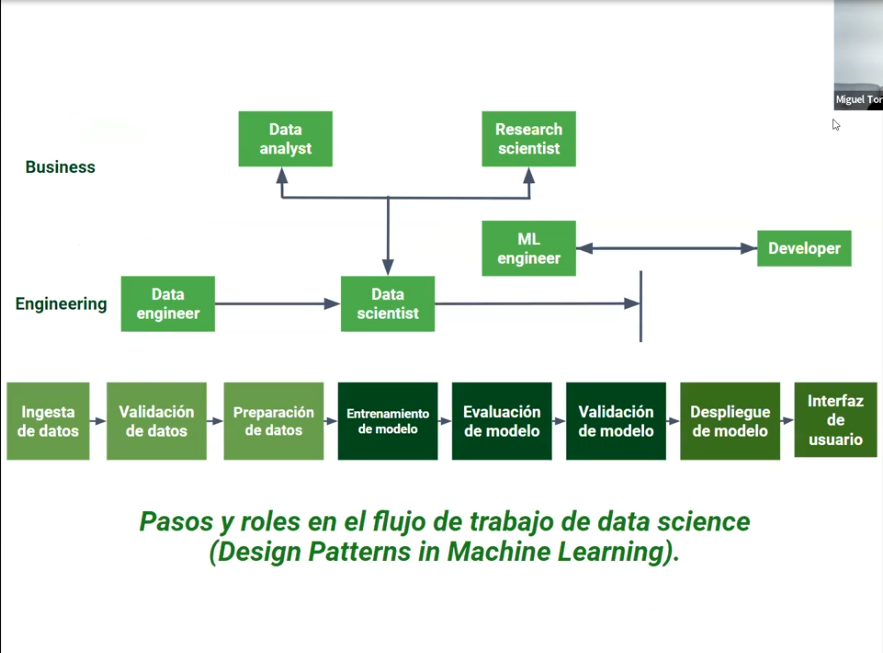 Miguel Tor
Data
analyst
Research
scientist
Business
ML
engineer
Developer
Engineering
Data
engineer
Data
scientist
Ingesta
de datos
Validación
de datos
Preparación
de datos
Entrenamiento
de modelo
Evaluación
de modelo
Validación
de modelo
Despliegue
de modelo
Interfaz
de
usuario
Pasos y roles en el flujo de trabajo de data science
(Design Patterns in Machine Learning).